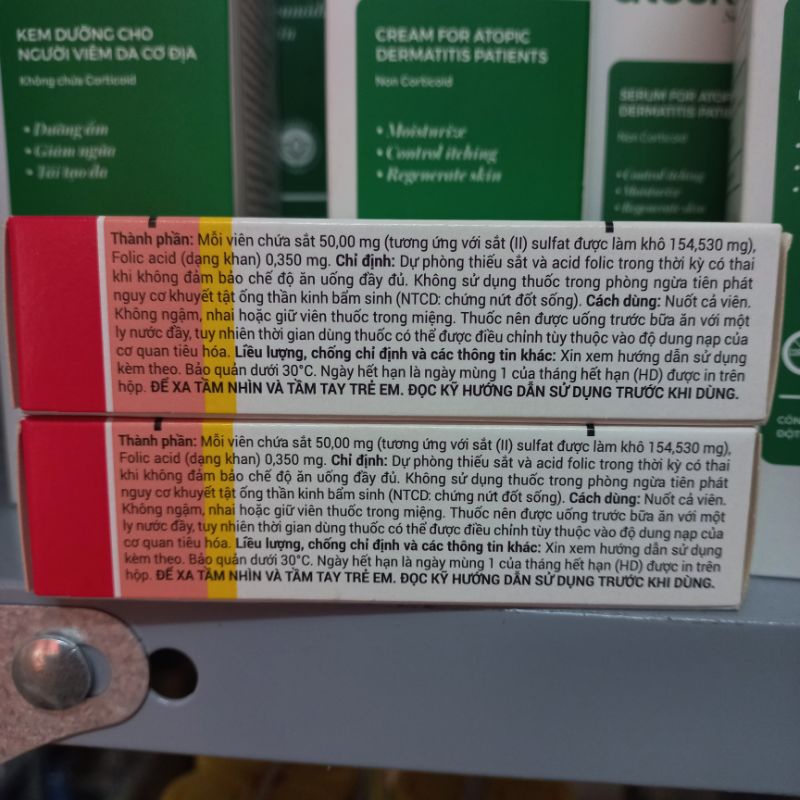 KEM DƯỠNG CHO
NGƯỜI VIÊM DA CƠ ĐỊA
Không chứa Corticoid
• Dưỡng ẩm
• Giảm ngứa
• Tái tạo da
CREAM FOR ATOPIC
DERMATITIS PATIENTS
Non Corticoid
• Moisturize
• Control itching
• Regenerate skin
SERUM FOR
DERMATITIS
Non Corticoid
• Control itching
• Moisturize
• Regenerate skin
Thành phần: Mỗi viên chứa sắt 50,00 mg (tương ứng với sắt (II) sulfat được làm khô 154,530 mg),
Folic acid (dạng khan) 0,350 mg. Chỉ định: Dự phòng thiếu sắt và acid folic trong thời kỳ có thai
khi không đảm bảo chế độ ăn uống đầy đủ. Không sử dụng thuốc trong phòng ngừa tiên phát
nguy cơ khuyết tật ống thần kinh bẩm sinh (NTCD: chứng nứt đốt sống). Cách dùng: Nuốt cả viên.
Không ngậm, nhai hoặc giữ viên thuốc trong miệng. Thuốc nên được uống trước bữa ăn với một
ly nước đầy, tuy nhiên thời gian dùng thuốc có thể được điều chỉnh tùy thuộc vào độ dung nạp của
cơ quan tiêu hóa. Liều lượng, chống chỉ định và các thông tin khác: Xin xem hướng dẫn sử dụng
kèm theo. Bảo quản dưới 30°C. Ngày hết hạn là ngày mùng 1 của tháng hết hạn (HD) được in trên
hộp. ĐỂ XA TẦM NHÌN VÀ TẦM TAY TRẺ EM. ĐỌC KỸ HƯỚNG DẪN SỬ DỤNG TRƯỚC KHI DÙNG.
Thành phần: Mỗi viên chứa sắt 50,00 mg (tương ứng với sắt (II) sulfat được làm khô 154,530 mg),
Folic acid (dạng khan) 0,350 mg. Chỉ định: Dự phòng thiếu sắt và acid folic trong thời kỳ có thai
khi không đảm bảo chế độ ăn uống đầy đủ. Không sử dụng thuốc trong phòng ngừa tiên phát
nguy cơ khuyết tật ống thần kinh bẩm sinh (NTCD: chứng nứt đốt sống). Cách dùng: Nuốt cả viên.
Không ngậm, nhai hoặc giữ viên thuốc trong miệng. Thuốc nên được uống trước bữa ăn với một
ly nước đầy, tuy nhiên thời gian dùng thuốc có thể được điều chỉnh tùy thuộc vào độ dung nạp của
cơ quan tiêu hóa. Liều lượng, chống chỉ định và các thông tin khác: Xin xem hướng dẫn sử dụng
kèm theo. Bảo quản dưới 30°C. Ngày hết hạn là ngày mùng 1 của tháng hết hạn (HD) được in trên
hộp. ĐỂ XA TẦM NHÌN VÀ TẦM TAY TRẺ EM. ĐỌC KỸ HƯỚNG DẪN SỬ DỤNG TRƯỚC KHI DÙNG.